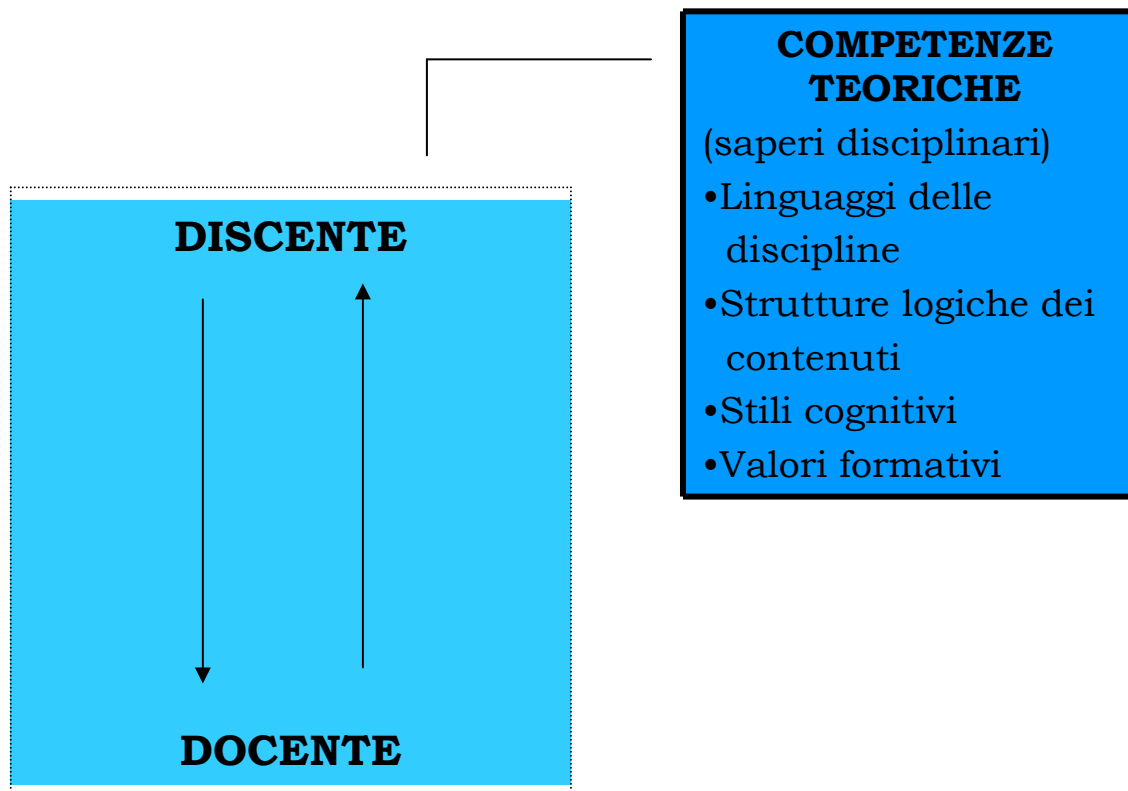 COMPETENZE
TEORICHE
(saperi disciplinari)
•Linguaggi delle
discipline
•Strutture logiche dei
contenuti
•Stili cognitivi
•Valori formativi
DISCENTE
DOCENTE